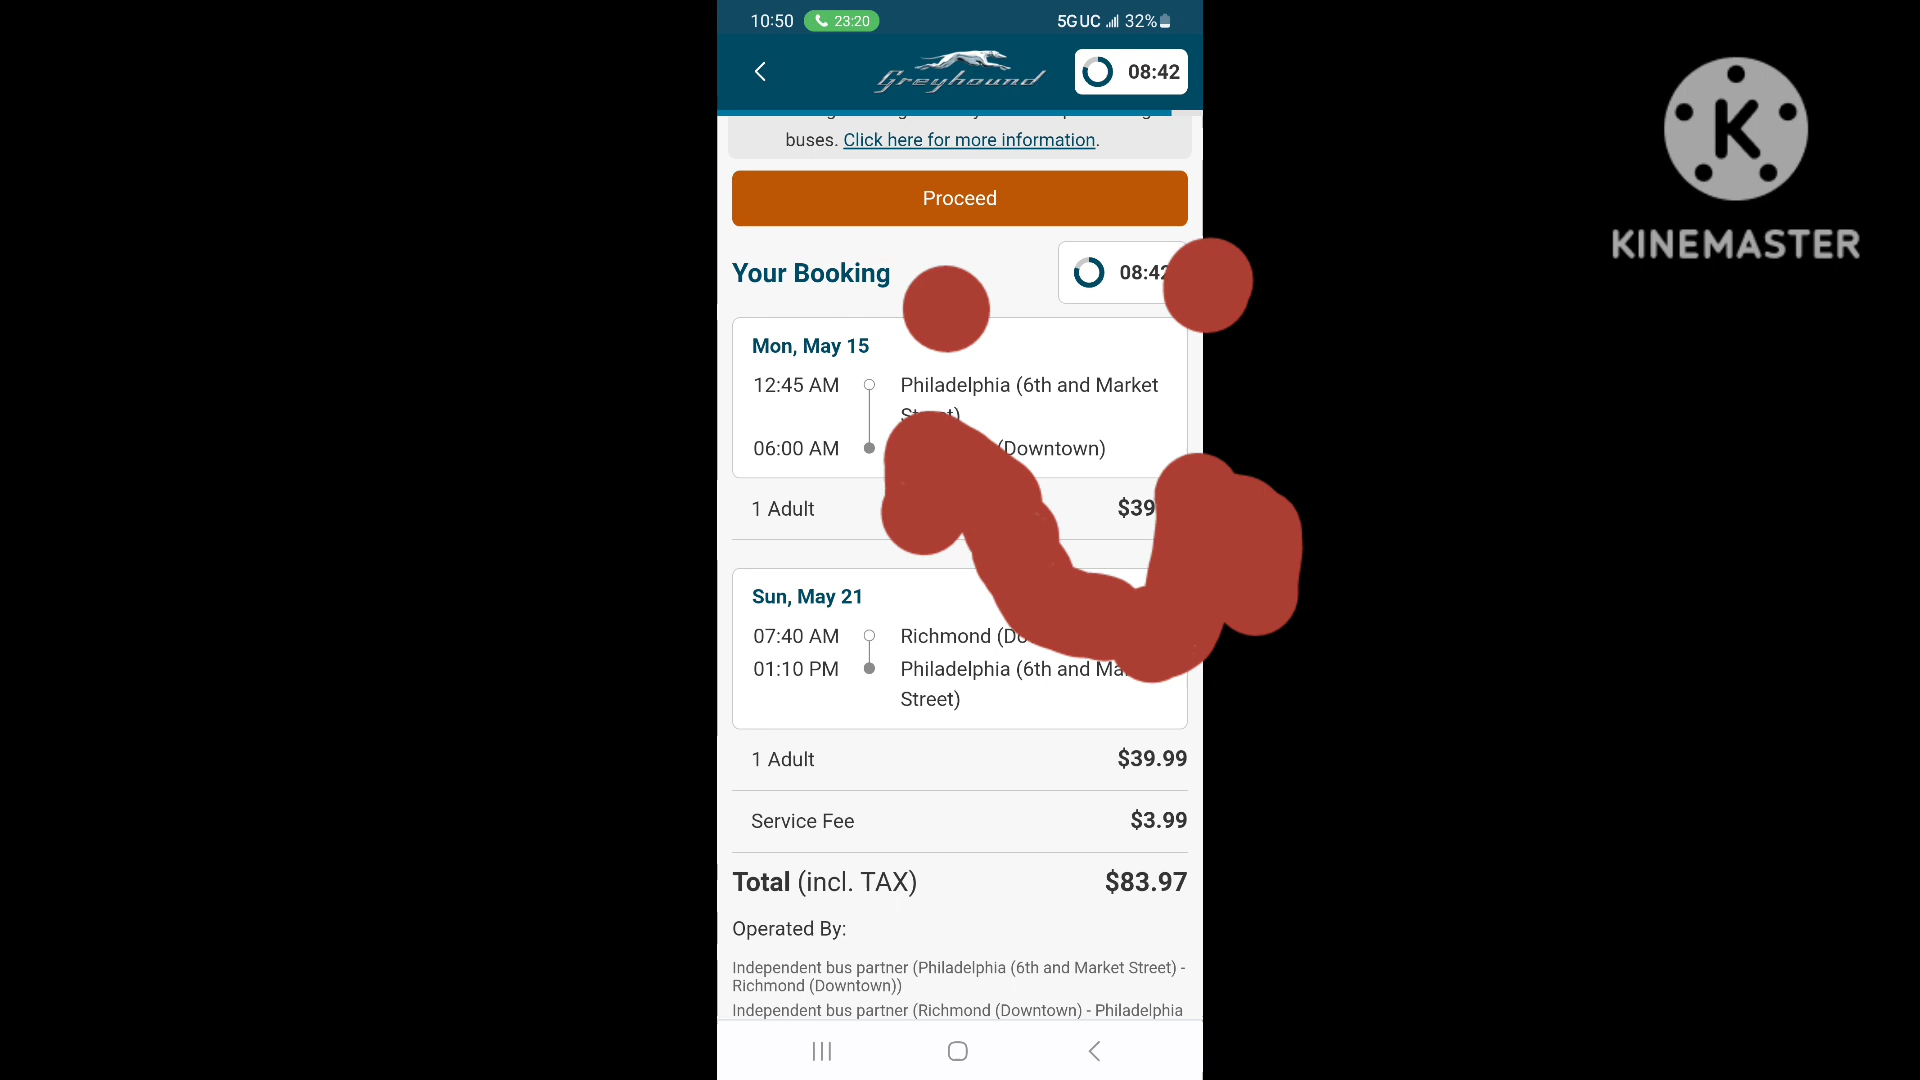 10:50 23:20 5G UC 32%
Greyhound 08:42
buses. Click here for more information.
Proceed
Your Booking
08:42
Mon, May 15
12:45 AM Philadelphia (6th and Market
Street)
06:00 AM (Downtown)
1 Adult $39
Sun, May 21
07:40 AM Richmond
01:10 PM Philadelphia (6th and
Street)
1 Adult $39.99
Service Fee $3.99
Total (incl. TAX) $83.97
Operated By:
Independent bus partner (Philadelphia (6th and Market Street) -
Richmond (Downtown))
Independent bus partner (Richmond (Downtown) - Philadelphia
K
KINEMASTER